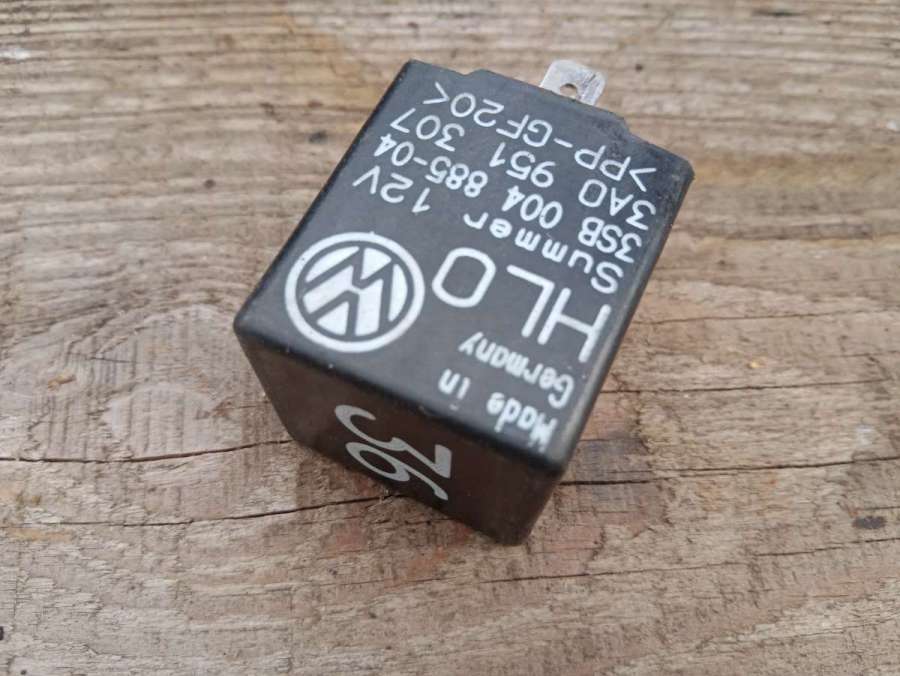 Made in
Germany
HLO
Summer 12V
3SB 004 885-04
3A0 951 307
>PP-GF20<
36